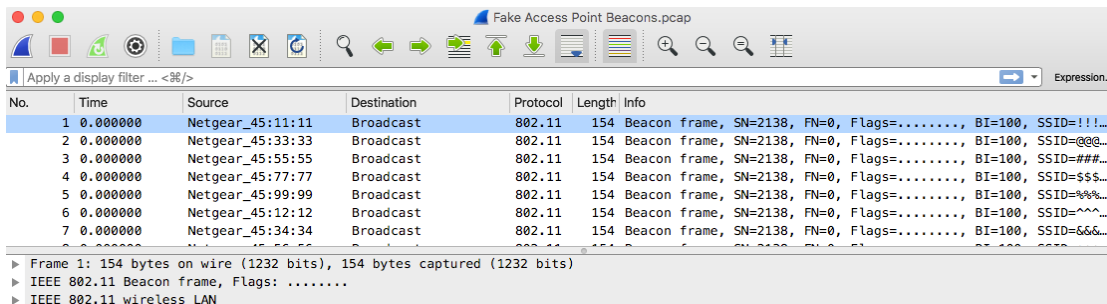 Fake Access Point Beacons.pcap
Apply a display filter ... <⌘/>
Expression.
No. Time Source Destination Protocol Length Info
1 0.000000 Netgear_45:11:11 Broadcast 802.11 154 Beacon frame, SN=2138, FN=0, Flags=........, BI=100, SSID=!!!…
2 0.000000 Netgear_45:33:33 Broadcast 802.11 154 Beacon frame, SN=2138, FN=0, Flags=........, BI=100, SSID=@@@…
3 0.000000 Netgear_45:55:55 Broadcast 802.11 154 Beacon frame, SN=2138, FN=0, Flags=........, BI=100, SSID=###…
4 0.000000 Netgear_45:77:77 Broadcast 802.11 154 Beacon frame, SN=2138, FN=0, Flags=........, BI=100, SSID=$$$…
5 0.000000 Netgear_45:99:99 Broadcast 802.11 154 Beacon frame, SN=2138, FN=0, Flags=........, BI=100, SSID=%%%…
6 0.000000 Netgear_45:12:12 Broadcast 802.11 154 Beacon frame, SN=2138, FN=0, Flags=........, BI=100, SSID=^^^…
7 0.000000 Netgear_45:34:34 Broadcast 802.11 154 Beacon frame, SN=2138, FN=0, Flags=........, BI=100, SSID=&&&…
Frame 1: 154 bytes on wire (1232 bits), 154 bytes captured (1232 bits)
IEEE 802.11 Beacon frame, Flags: ........
IEEE 802.11 wireless LAN